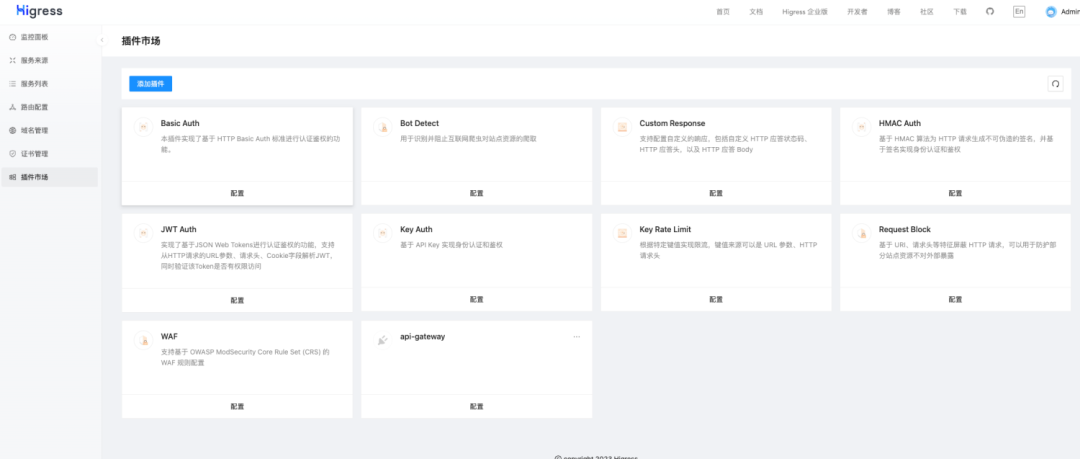 Higress
首页 文档 Higress 企业版 开发者 博客 社区 下载 En Admin
监控面板
服务来源
服务列表
路由配置
域名管理
证书管理
插件市场
插件市场
添加插件
Basic Auth
本插件实现了基于 HTTP Basic Auth 标准进行认证鉴权的功
能。
配置
Bot Detect
用于识别并阻止互联网爬虫对站点资源的爬取
配置
Custom Response
支持配置自定义的响应，包括自定义 HTTP 应答状态码、
HTTP 应答头，以及 HTTP 应答 Body
配置
HMAC Auth
基于 HMAC 算法为 HTTP 请求生成不可伪造的签名，并基
于签名实现身份认证和鉴权
配置
JWT Auth
实现了基于JSON Web Tokens进行认证鉴权的功能，支持
从HTTP请求的URL参数、请求头、Cookie字段解析JWT，
同时验证该Token是否有权限访问
配置
Key Auth
基于 API Key 实现身份认证和鉴权
配置
Key Rate Limit
根据特定键值实现限流，键值来源可以是 URL 参数、HTTP
请求头
配置
Request Block
基于 URI、请求头等特征屏蔽 HTTP 请求，可以用于防护部
分站点资源不对外部暴露
配置
WAF
支持基于 OWASP ModSecurity Core Rule Set (CRS) 的
WAF 规则配置
配置
api-gateway
配置
© copyright 2023 Higress